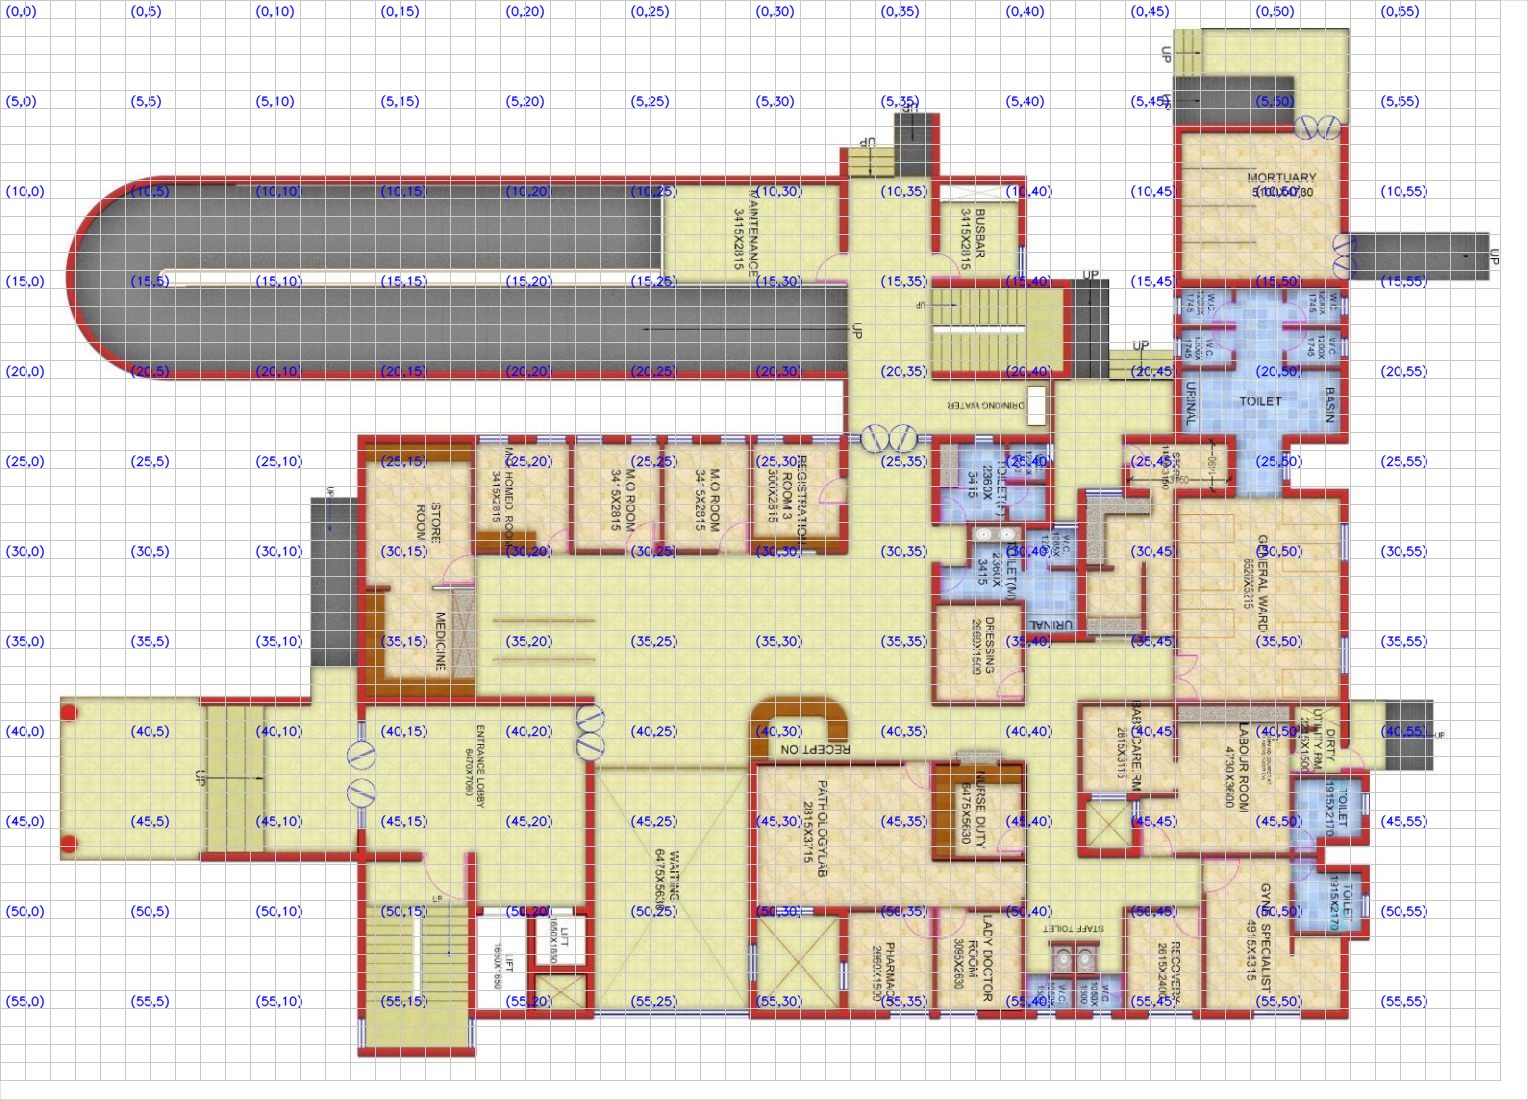 (0,0) (0,5) (0,10) (0,15) (0,20) (0,25) (0,30) (0,35) (0,40) (0,45) (0,50) (0,55)
UP
(5,0) (5,5) (5,10) (5,15) (5,20) (5,25) (5,30) (5,35) (5,40) (5,45) (5,50) (5,55)
UP
UP
MORTUARY
(10,0) (10,5) (10,10) (10,15) (10,20) (10,25) (10,30) (10,35) (10,40) (10,45) (10,50) (10,55)
MAINTENANCE
3415X2815
BUSBAR
3415X2815
UP
(15,0) (15,5) (15,10) (15,15) (15,20) (15,25) (15,30) (15,35) (15,40) (15,45) (15,50) (15,55)
UP
W.C.
1200X
1745
W.C.
1200X
1745
UP
UP
UP
W.C.
1200X
1745
W.C.
1200X
1745
(20,0) (20,5) (20,10) (20,15) (20,20) (20,25) (20,30) (20,35) (20,40) (20,45) (20,50) (20,55)
DRINKING WATER
URINAL
TOILET
BASIN
(25,0) (25,5) (25,10) (25,15) (25,20) (25,25) (25,30) (25,35) (25,40) (25,45) (25,50) (25,55)
STORE
ROOM
3415X2815
M.O ROOM
3415X2815
M.O ROOM
3415X2815
REGISTRATION
ROOM 3
TOILET(F)
2360X
3415
UP
(30,0) (30,5) (30,10) (30,15) (30,20) (30,25) (30,30) (30,35) (30,40) (30,45) (30,50) (30,55)
TOILET(M)
2360X
3415
W.C.
GENERAL WARD
(35,0) (35,5) (35,10) (35,15) (35,20) (35,25) (35,30) (35,35) (35,40) (35,45) (35,50) (35,55)
MEDICINE
DRESSING
URINAL
(40,0) (40,5) (40,10) (40,15) (40,20) (40,25) (40,30) (40,35) (40,40) (40,45) (40,50) (40,55)
UP
ENTRANCE LOBBY
RECEPTION
BABY CARE RM
2615X3115
LABOUR ROOM
4730X3600
DIRTY
UTILITY RM.
UP
PATHOLOGYLAB
2815X3715
NURSE DUTY
6475X5630
TOILET
1915X2170
(45,0) (45,5) (45,10) (45,15) (45,20) (45,25) (45,30) (45,35) (45,40) (45,45) (45,50) (45,55)
WAITING
6475X5630
UP
(50,0) (50,5) (50,10) (50,15) (50,20) (50,25) (50,30) (50,35) (50,40) (50,45) (50,50) (50,55)
LIFT
LIFT
PHARMACY
LADY DOCTOR
ROOM
3095X2630
STAFF TOILET
W.C.
W.C.
RECOVERY
GYN. SPECIALIST
4915X4315
TOILET
1915X2170
(55,0) (55,5) (55,10) (55,15) (55,20) (55,25) (55,30) (55,35) (55,40) (55,45) (55,50) (55,55)